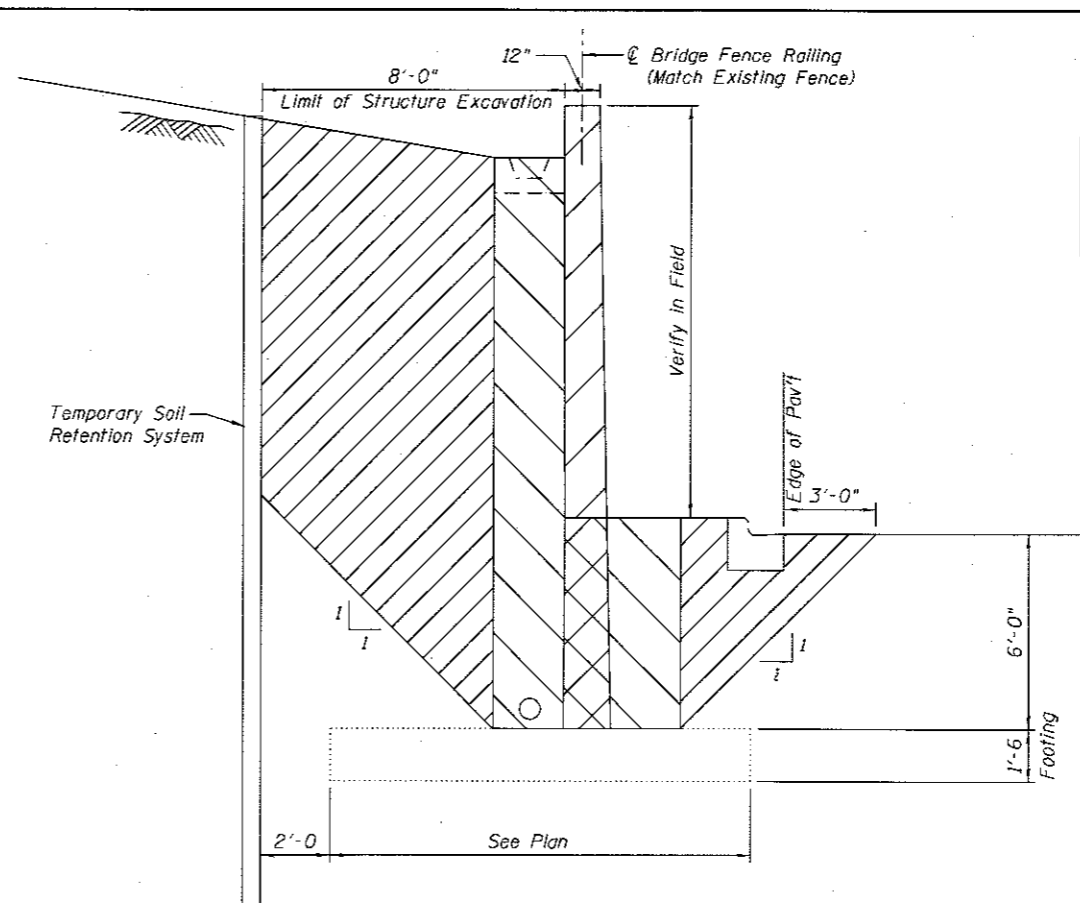 12"
℄ Bridge Fence Railing
(Match Existing Fence)
8'-0"
Limit of Structure Excavation
Verify in Field
Edge of Pav't
Temporary Soil
Retention System
3'-0"
1
1
1
1
6'-0"
1'-6
Footing
2'-0
See Plan